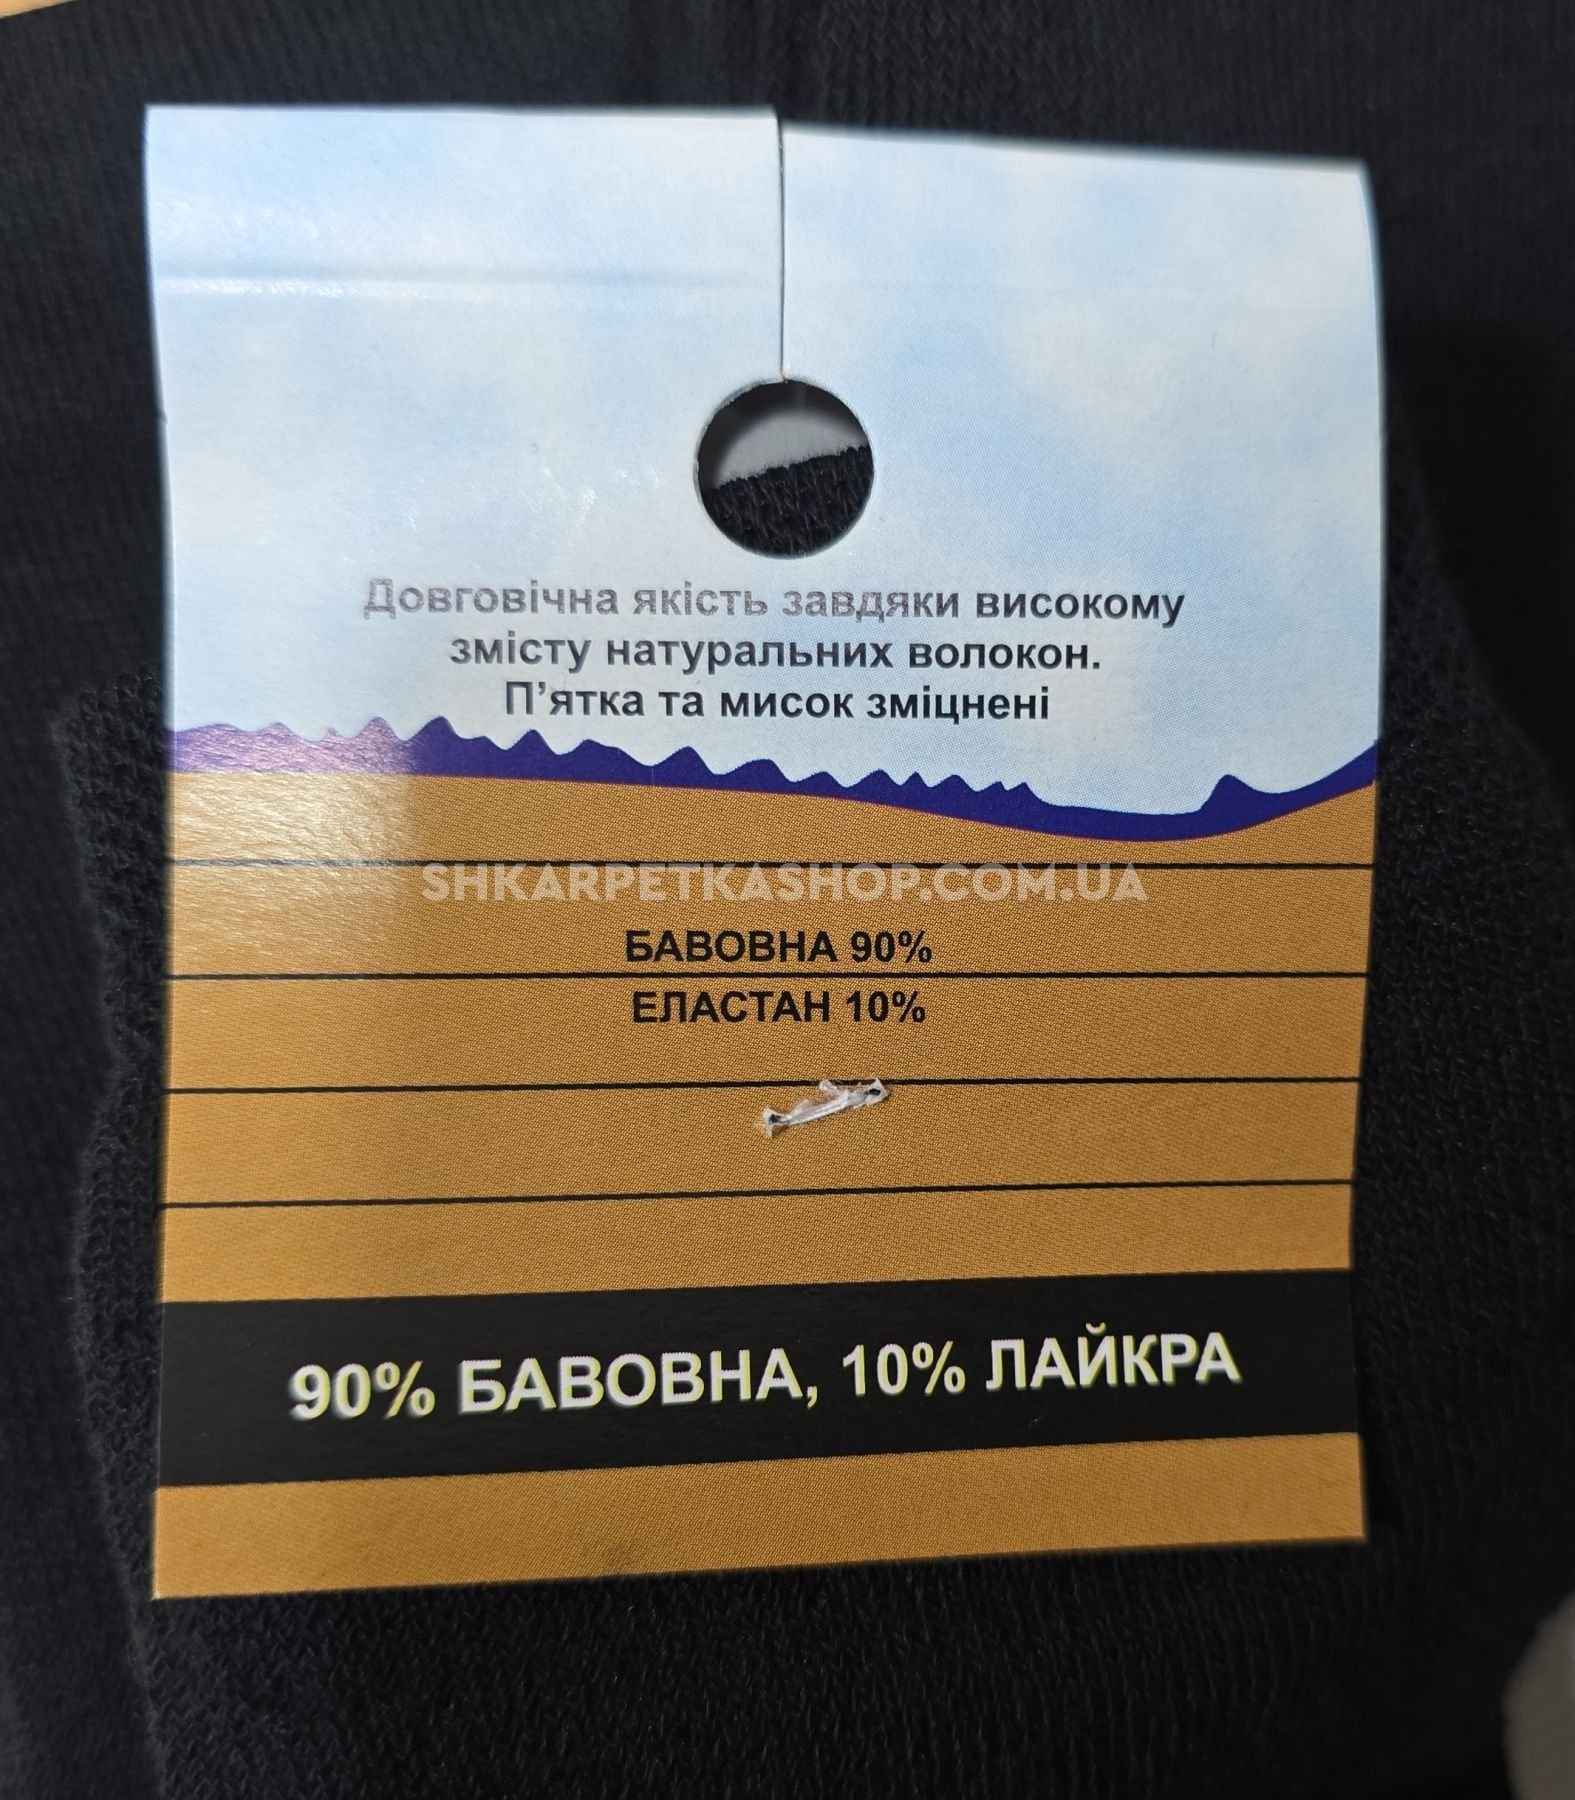 Довговічна якість завдяки високому
змісту натуральних волокон.
П’ятка та мисок зміцнені
SHKARPETKASHOP.COM.UA
БАВОВНА 90%
ЕЛАСТАН 10%
90% БАВОВНА, 10% ЛАЙКРА